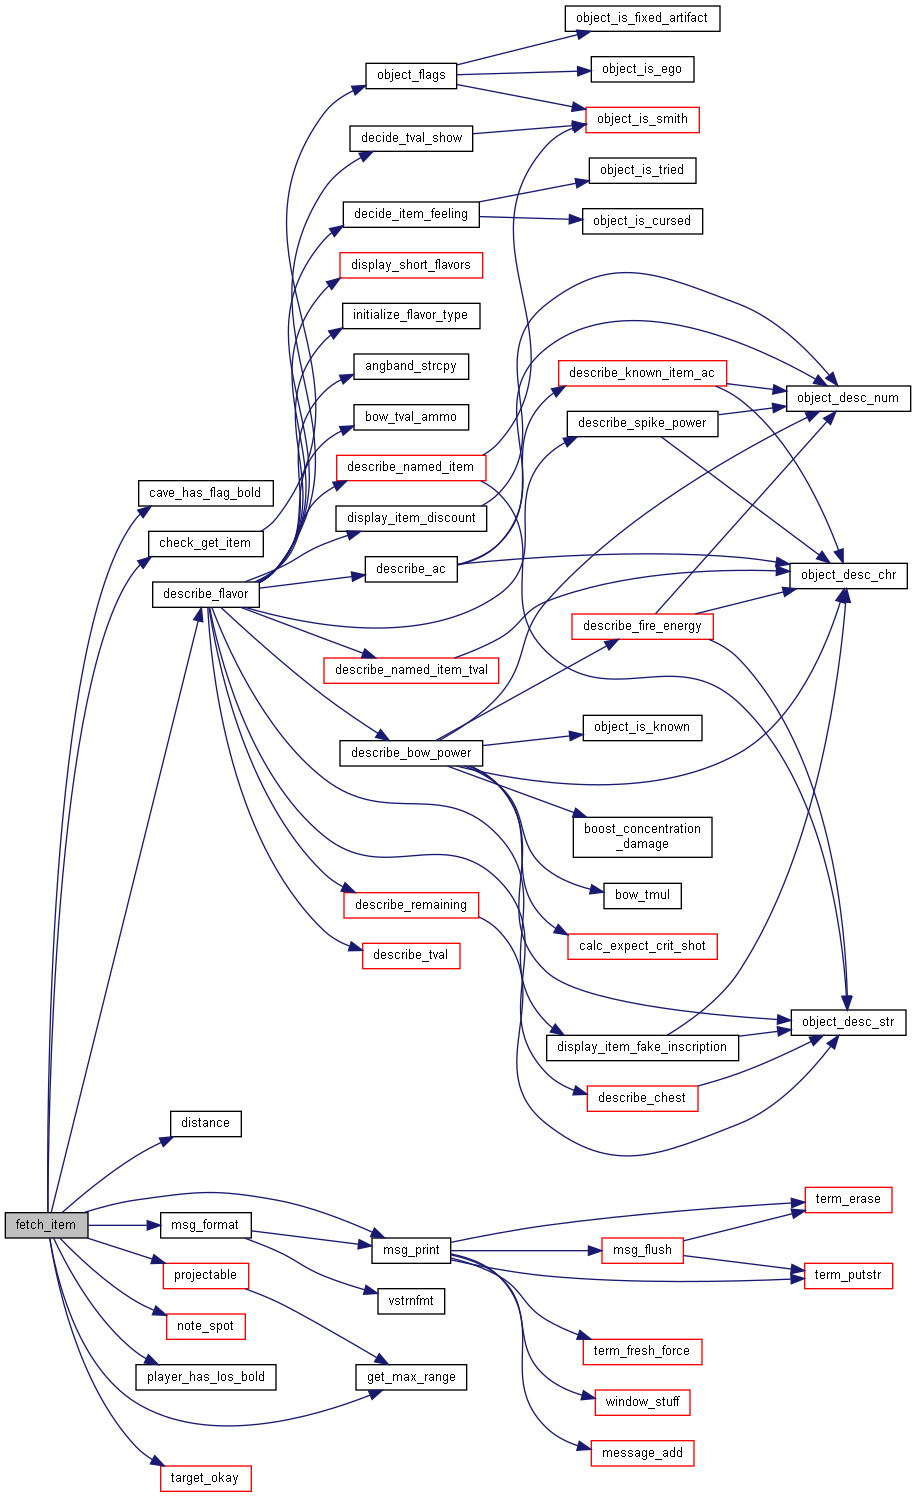 object_is_fixed_artifact
object_flags
object_is_ego
object_is_smith
decide_tval_show
object_is_tried
decide_item_feeling
object_is_cursed
display_short_flavors
initialize_flavor_type
angband_strcpy
describe_known_item_ac
object_desc_num
bow_tval_ammo
describe_spike_power
describe_named_item
cave_has_flag_bold
display_item_discount
check_get_item
describe_ac
object_desc_chr
describe_flavor
describe_fire_energy
describe_named_item_tval
object_is_known
describe_bow_power
boost_concentration
_damage
bow_tmul
describe_remaining
calc_expect_crit_shot
describe_tval
object_desc_str
display_item_fake_inscription
describe_chest
distance
term_erase
fetch_item
msg_format
msg_print
msg_flush
projectable
term_putstr
vstrnfmt
note_spot
term_fresh_force
player_has_los_bold
get_max_range
window_stuff
message_add
target_okay